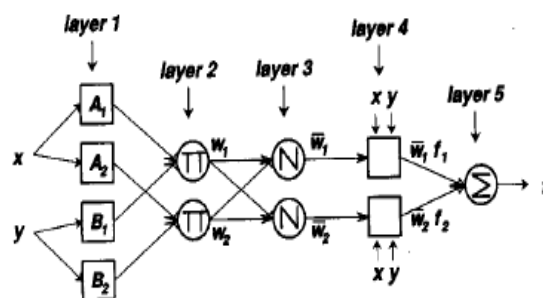 layer 1
layer 2
layer 3
layer 4
layer 5
x
y
A₁
A₂
B₁
B₂
Π
Π
w₁
w₂
N
N
w̅₁
w̅₂
x y
x y
w̅₁ f₁
w̅₂ f₂
Σ